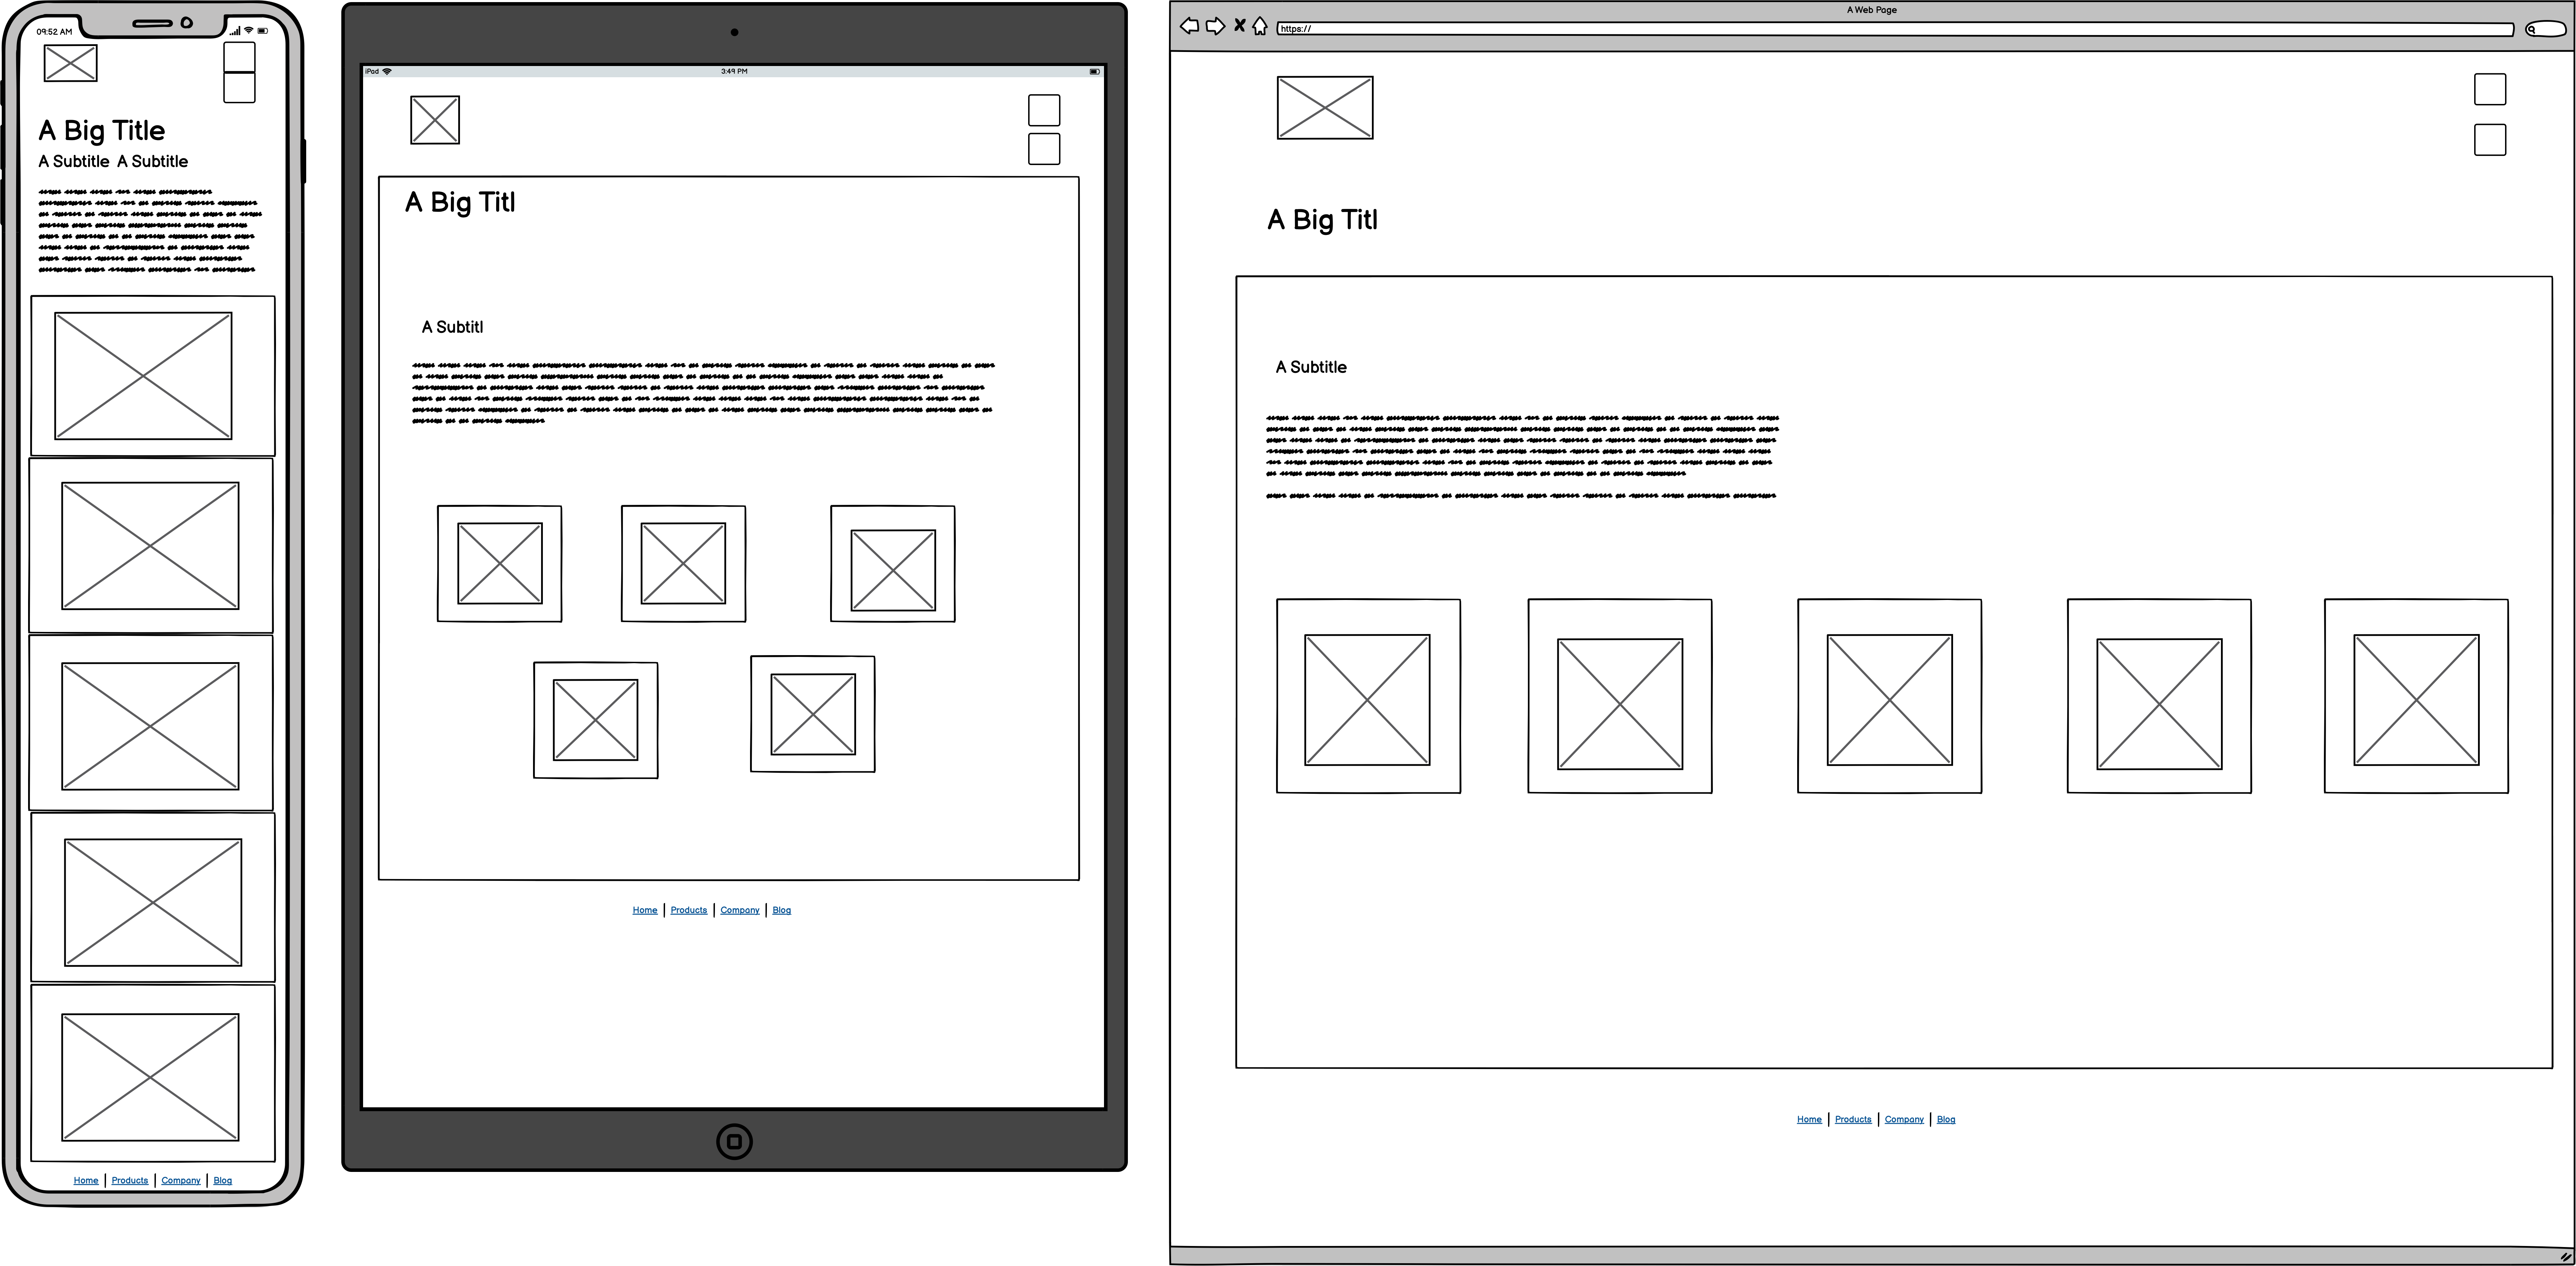 09:52 AM
A Big Title
A Subtitle A Subtitle
Home Products Company Blog
iPad
3:49 PM
A Big Titl
A Subtitl
Home Products Company Blog
A Web Page
https://
A Big Titl
A Subtitle
Home Products Company Blog